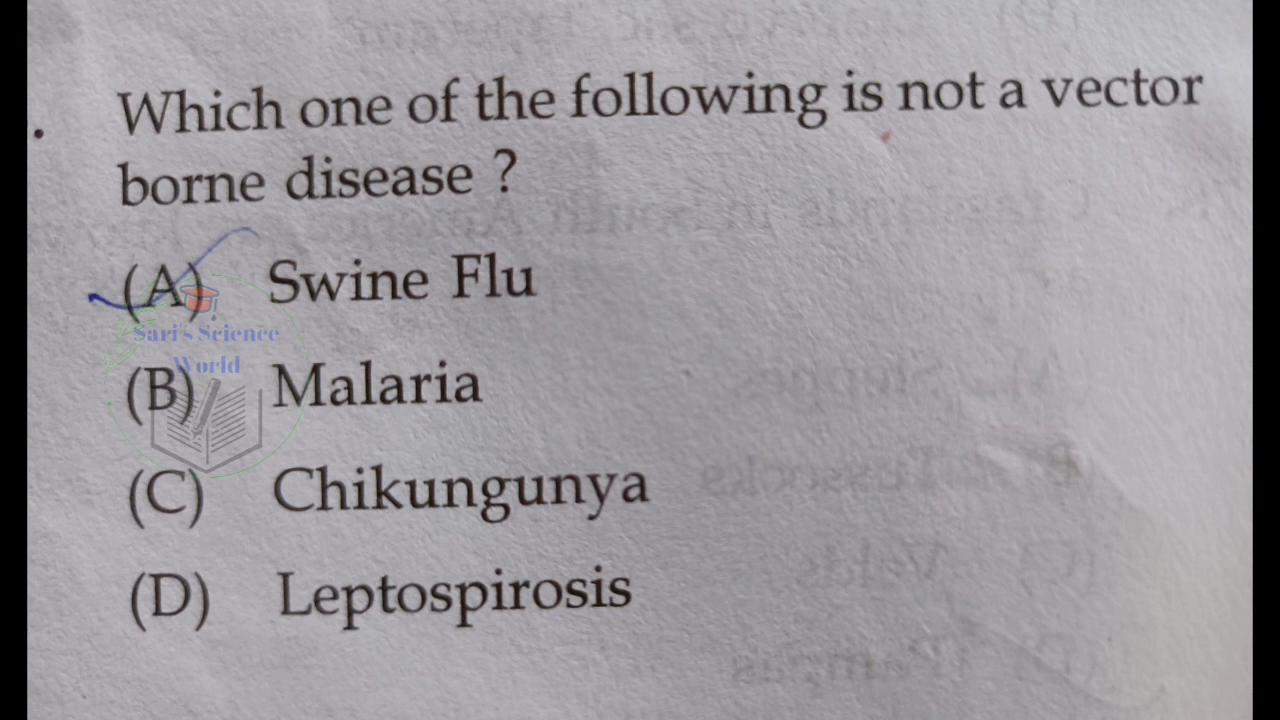 . Which one of the following is not a vector
borne disease ?
(A) Swine Flu
Sari's Science
World
(B) Malaria
(C) Chikungunya
(D) Leptospirosis